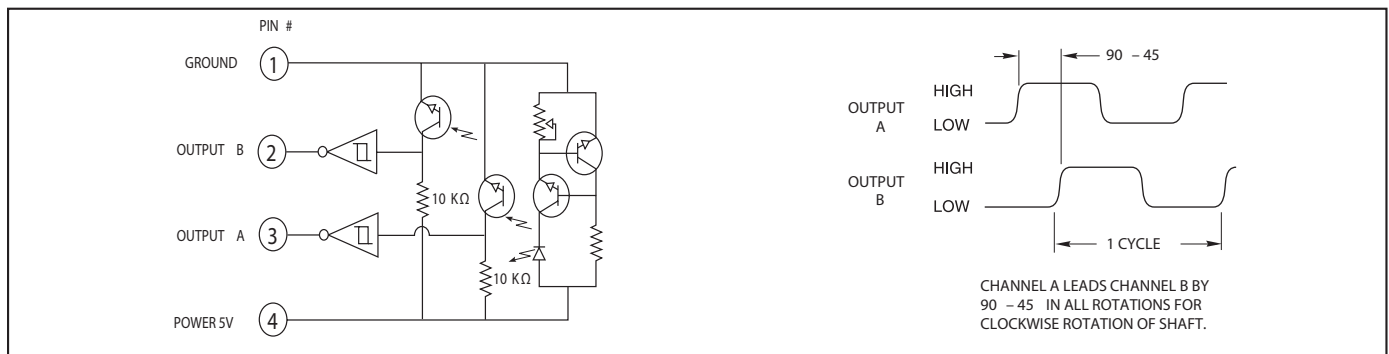 PIN #
GROUND 1
OUTPUT B 2
10 KΩ
OUTPUT A 3
10 KΩ
POWER 5V 4
90 – 45
OUTPUT A
HIGH
LOW
OUTPUT B
HIGH
LOW
1 CYCLE
CHANNEL A LEADS CHANNEL B BY
90 – 45 IN ALL ROTATIONS FOR
CLOCKWISE ROTATION OF SHAFT.